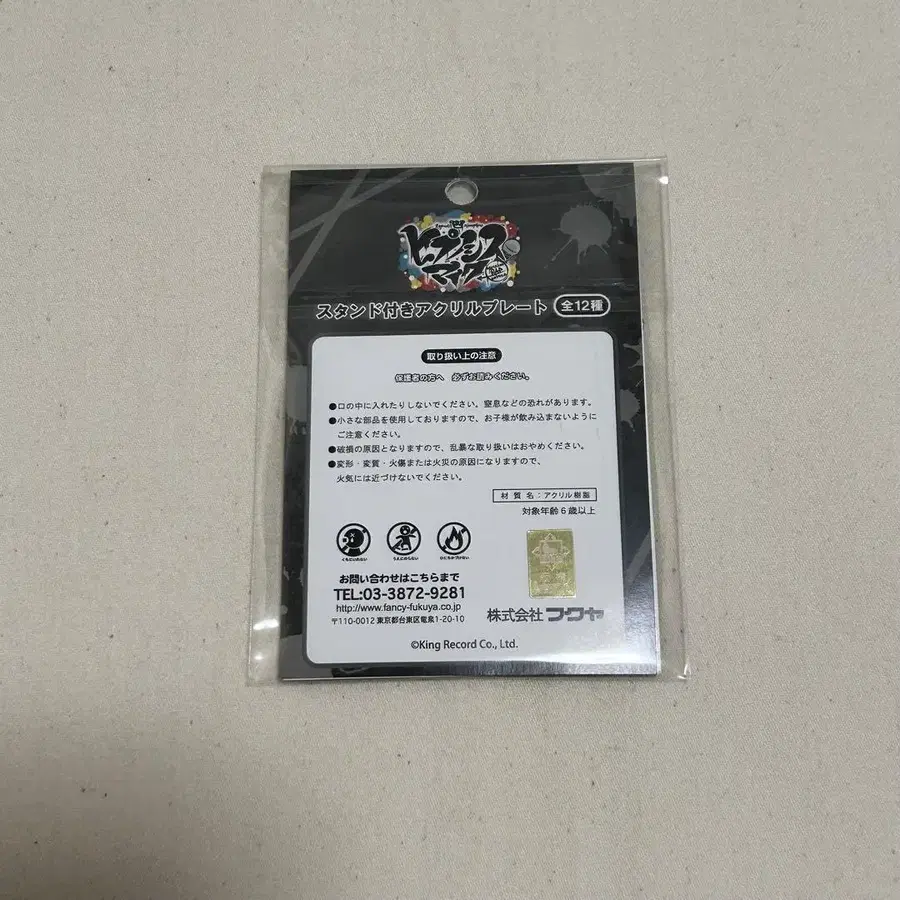 ヒプノシス
マイク
スタンド付きアクリルプレート 全12種
取り扱い上の注意
保護者の方へ 必ずお読みください。
●口の中に入れたりしないでください。窒息などの恐れがあります。
●小さな部品を使用しておりますので、お子様が飲み込まないように
ご注意ください。
●破損の原因となりますので、乱暴な取り扱いはおやめください。
●変形・変質・火傷または火災の原因になりますので、
火気には近づけないでください。
材質名:アクリル樹脂
対象年齢6歳以上
お問い合わせはこちらまで
TEL:03-3872-9281
http://www.fancy-fukuya.co.jp
〒110-0012 東京都台東区竜泉1-20-10
株式会社 フクヤ
©King Record Co., Ltd.